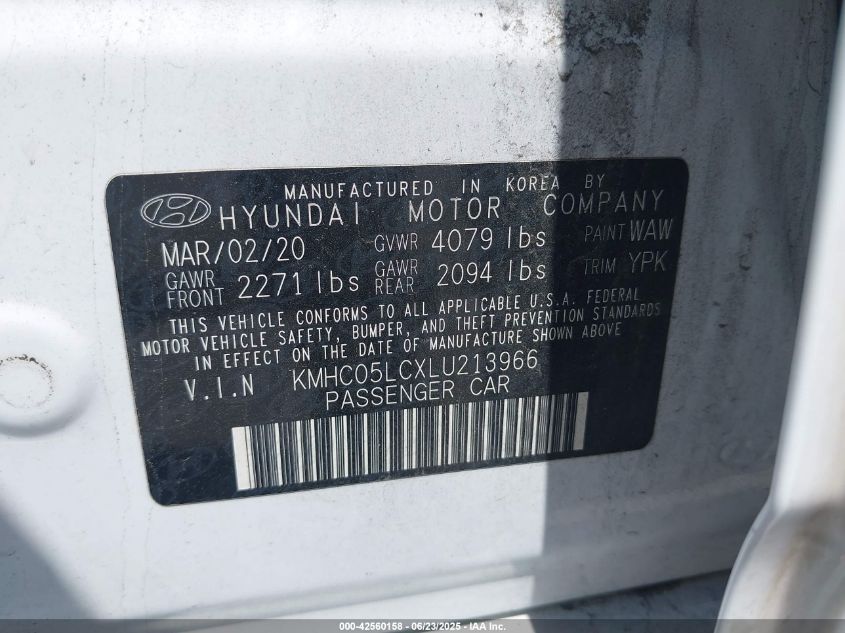 MANUFACTURED IN KOREA BY
HYUNDAI MOTOR COMPANY
MAR/02/20 GVWR 4079 lbs PAINT WAW
GAWR FRONT 2271 lbs GAWR REAR 2094 lbs TRIM YPK
THIS VEHICLE CONFORMS TO ALL APPLICABLE U.S.A. FEDERAL
MOTOR VEHICLE SAFETY, BUMPER, AND THEFT PREVENTION STANDARDS
IN EFFECT ON THE DATE OF MANUFACTURE SHOWN ABOVE
V.I.N KMHC05LCXLU213966
PASSENGER CAR
000-42560158 - 06/23/2025 - IAA Inc.